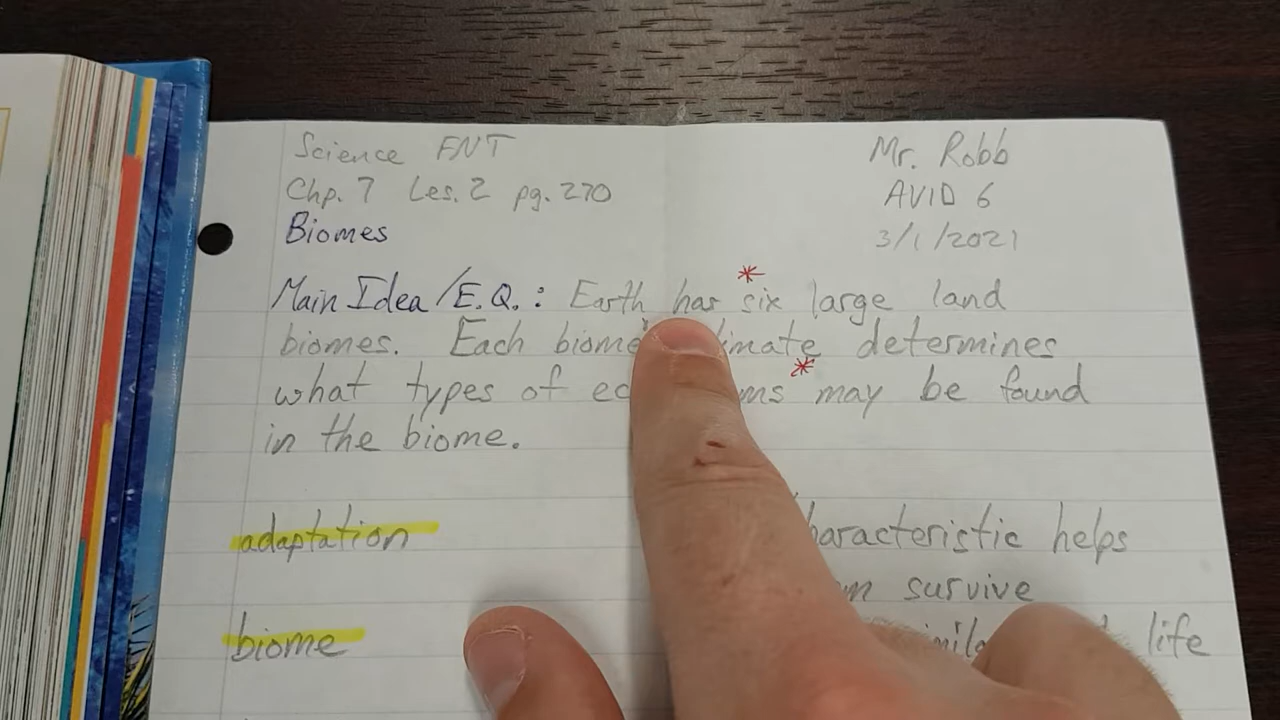 Science FNT
Chp. 7 Les. 2 pg. 270
Biomes
Mr. Robb
AVID 6
3/1/2021
Main Idea/E.Q.: Earth has six* large land
biomes. Each biome's climate determines
what types of may be found
in the biome.
adaptation characteristic helps
survive
biome life